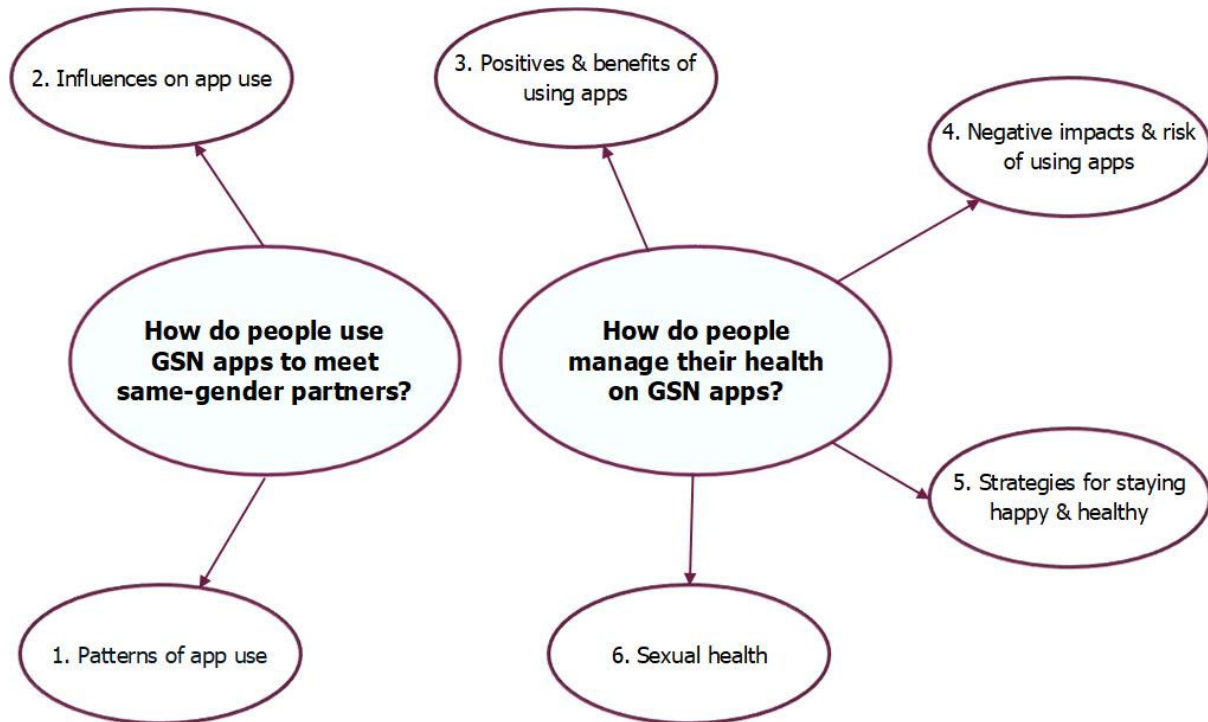 2. Influences on app use
3. Positives & benefits of
using apps
4. Negative impacts & risk
of using apps
How do people use
GSN apps to meet
same-gender partners?
How do people
manage their health
on GSN apps?
5. Strategies for staying
happy & healthy
1. Patterns of app use
6. Sexual health